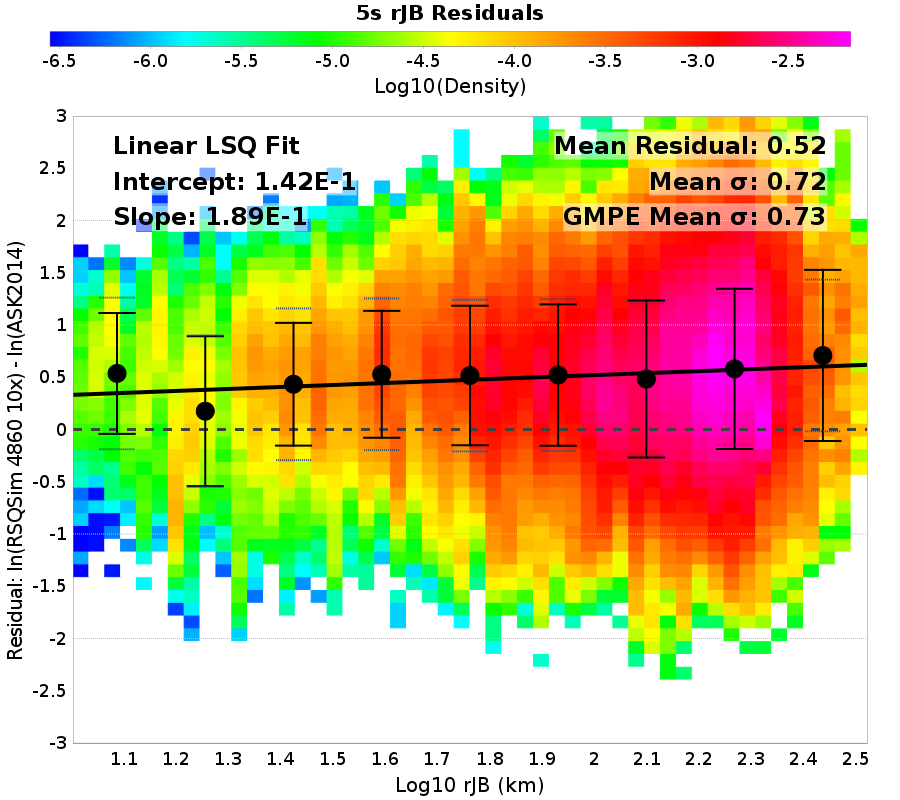 5s rJB Residuals
-6.5 -6.0 -5.5 -5.0 -4.5 -4.0 -3.5 -3.0 -2.5
Log10(Density)
Linear LSQ Fit
Intercept: 1.42E-1
Slope: 1.89E-1
Mean Residual: 0.52
Mean σ: 0.72
GMPE Mean σ: 0.73
Residual: ln(RSQSim 4860 10x) - ln(ASK2014)
3
2.5
2
1.5
1
0.5
0
-0.5
-1
-1.5
-2
-2.5
-3
1.1 1.2 1.3 1.4 1.5 1.6 1.7 1.8 1.9 2 2.1 2.2 2.3 2.4 2.5
Log10 rJB (km)